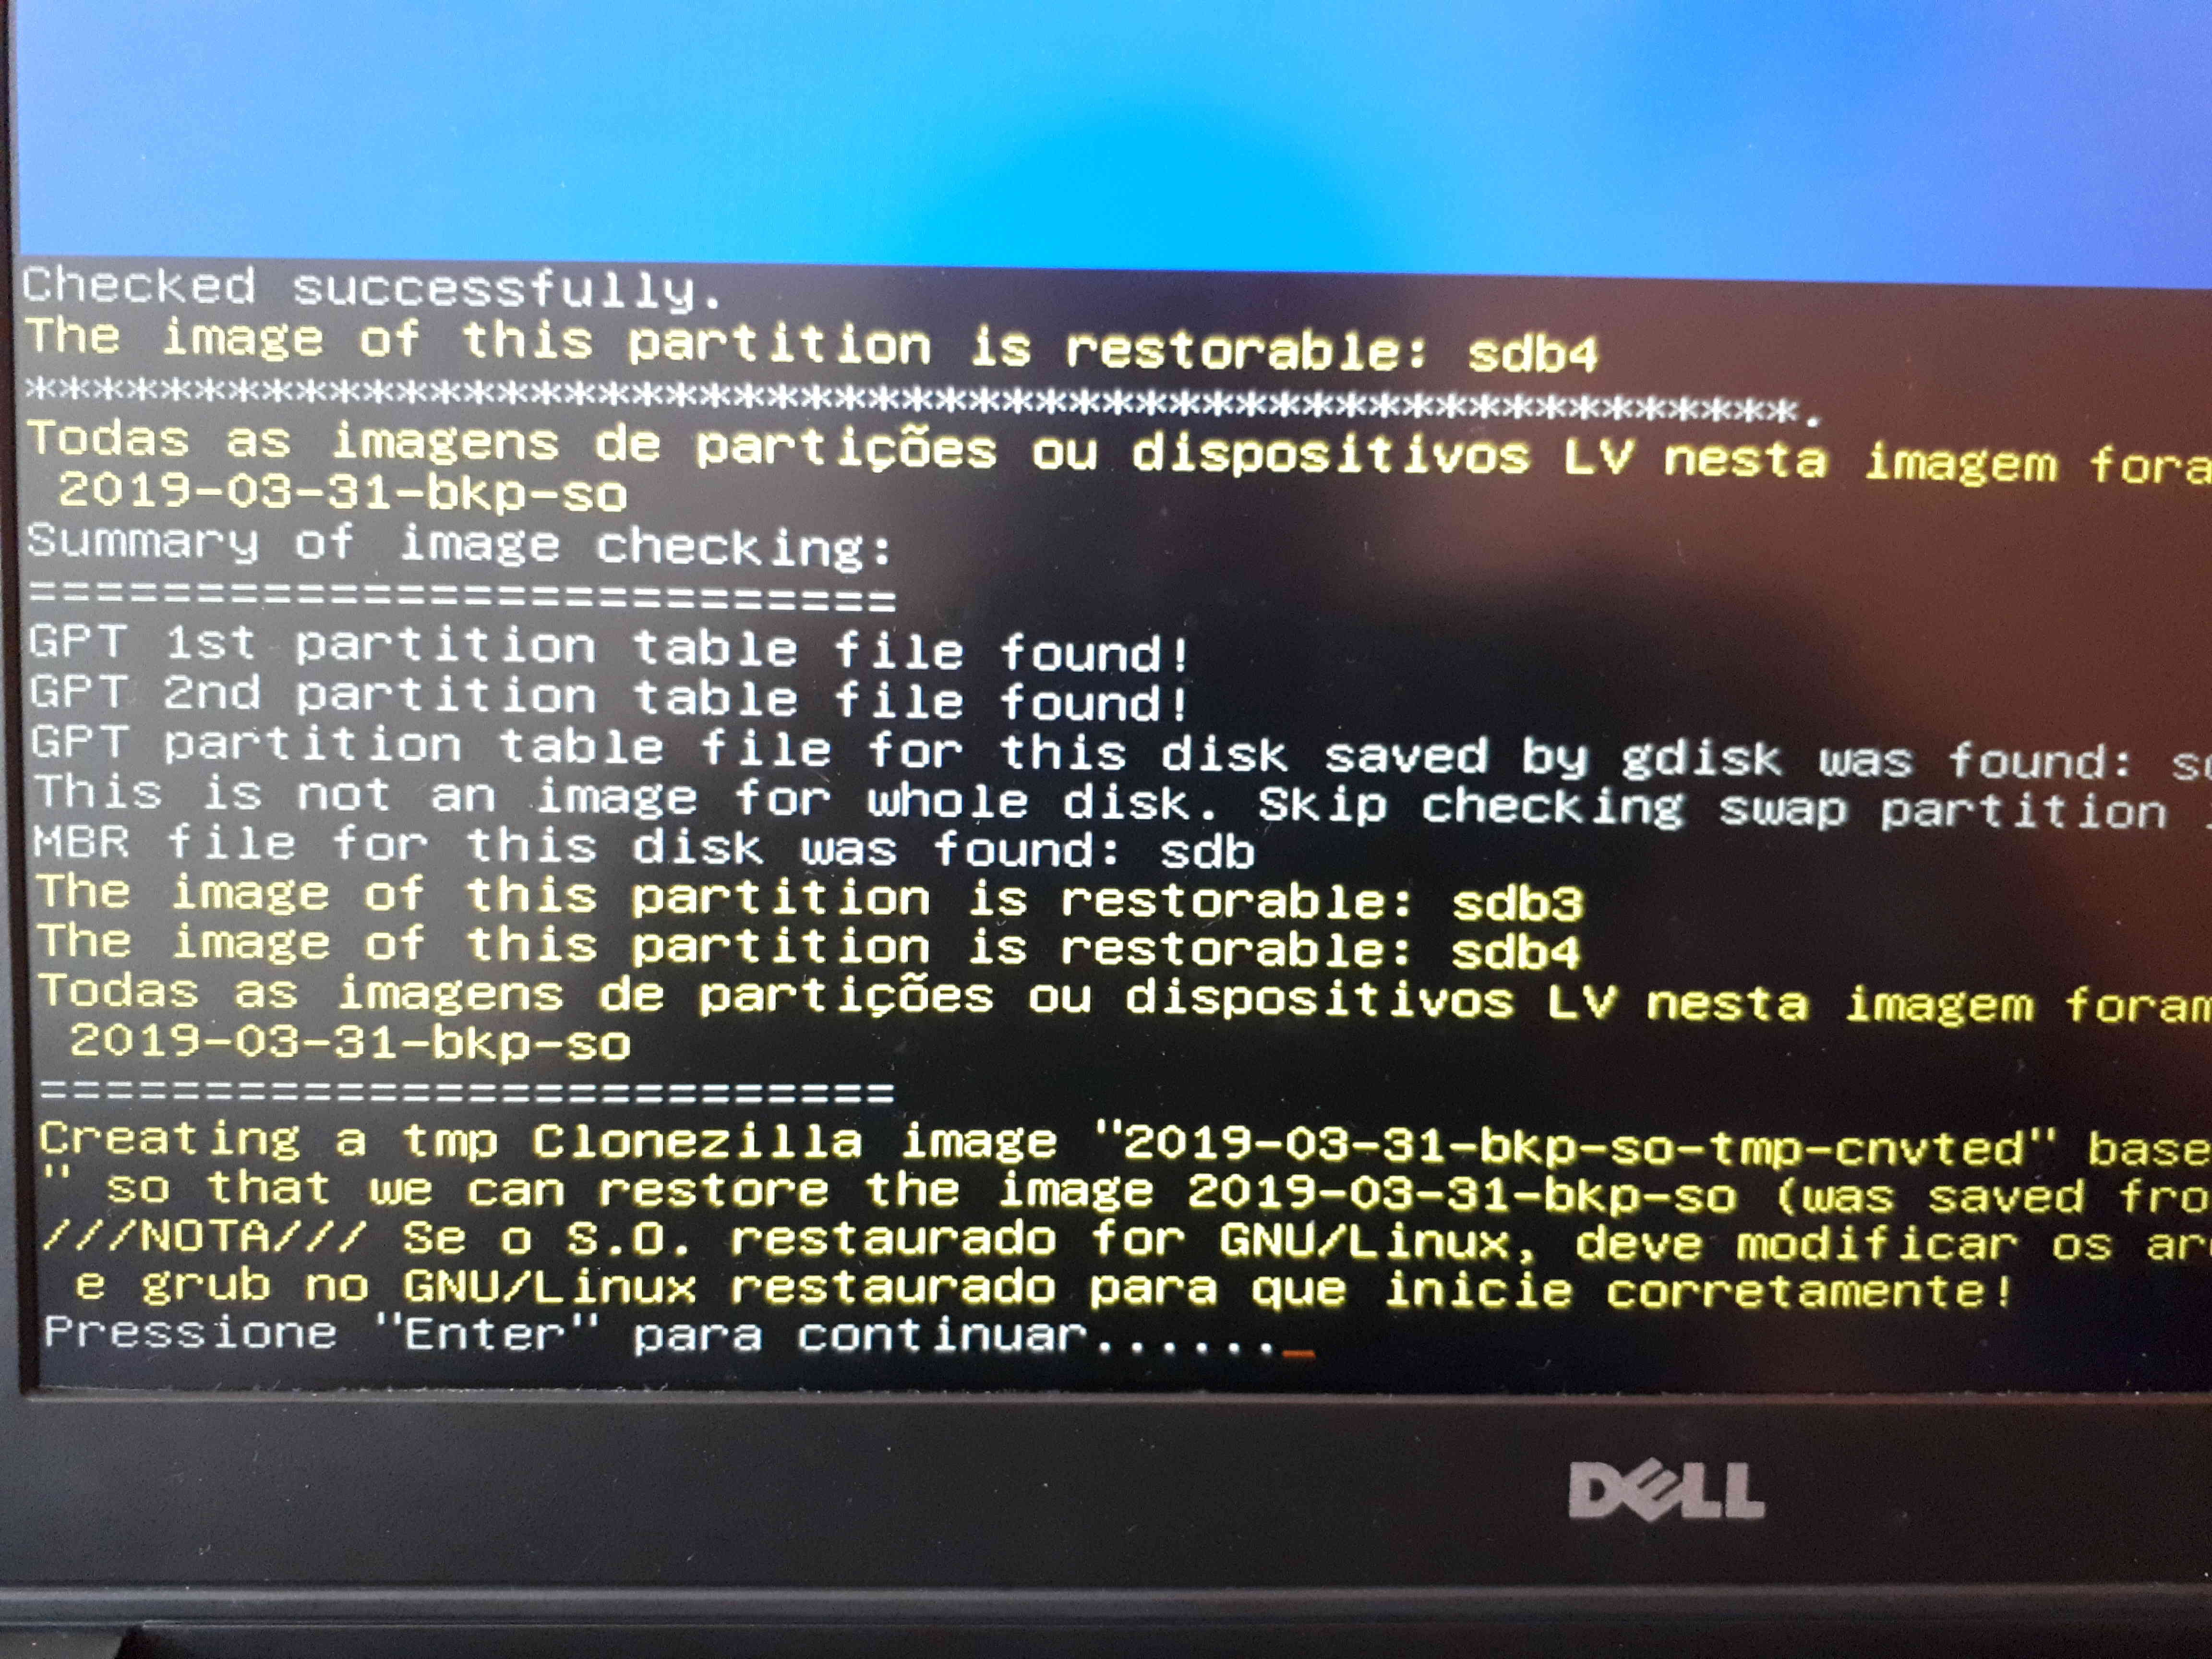 Checked successfully.
The image of this partition is restorable: sdb4
*****************************************************.
Todas as imagens de partições ou dispositivos LV nesta imagem
2019-03-31-bkp-so
Summary of image checking:
==========================
GPT 1st partition table file found!
GPT 2nd partition table file found!
GPT partition table file for this disk saved by gdisk was found:
This is not an image for whole disk. Skip checking swap partition
MBR file for this disk was found: sdb
The image of this partition is restorable: sdb3
The image of this partition is restorable: sdb4
Todas as imagens de partições ou dispositivos LV nesta imagem
2019-03-31-bkp-so
==========================
Creating a tmp Clonezilla image "2019-03-31-bkp-so-tmp-cnvted"
" so that we can restore the image 2019-03-31-bkp-so (was saved
///NOTA/// Se o S.O. restaurado for GNU/Linux, deve modificar os
e grub no GNU/Linux restaurado para que inicie corretamente!
Pressione "Enter" para continuar......_
DELL